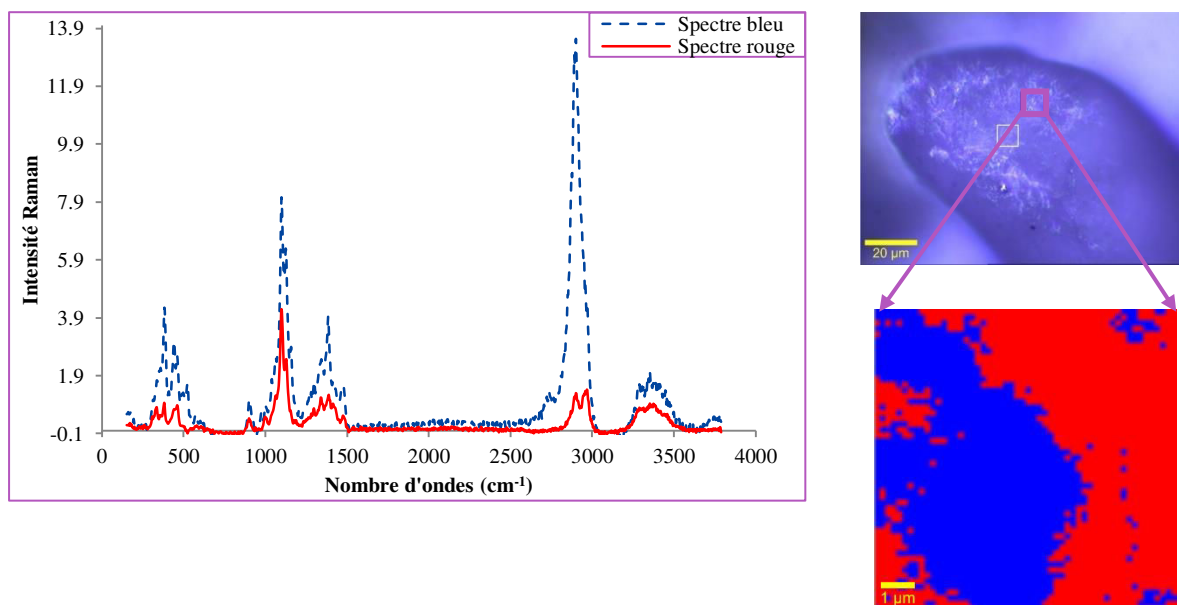 Spectre bleu
Spectre rouge
13.9
11.9
9.9
7.9
5.9
3.9
1.9
-0.1
Intensité Raman
0 500 1000 1500 2000 2500 3000 3500 4000
Nombre d'ondes (cm⁻¹)
20 µm
1 µm